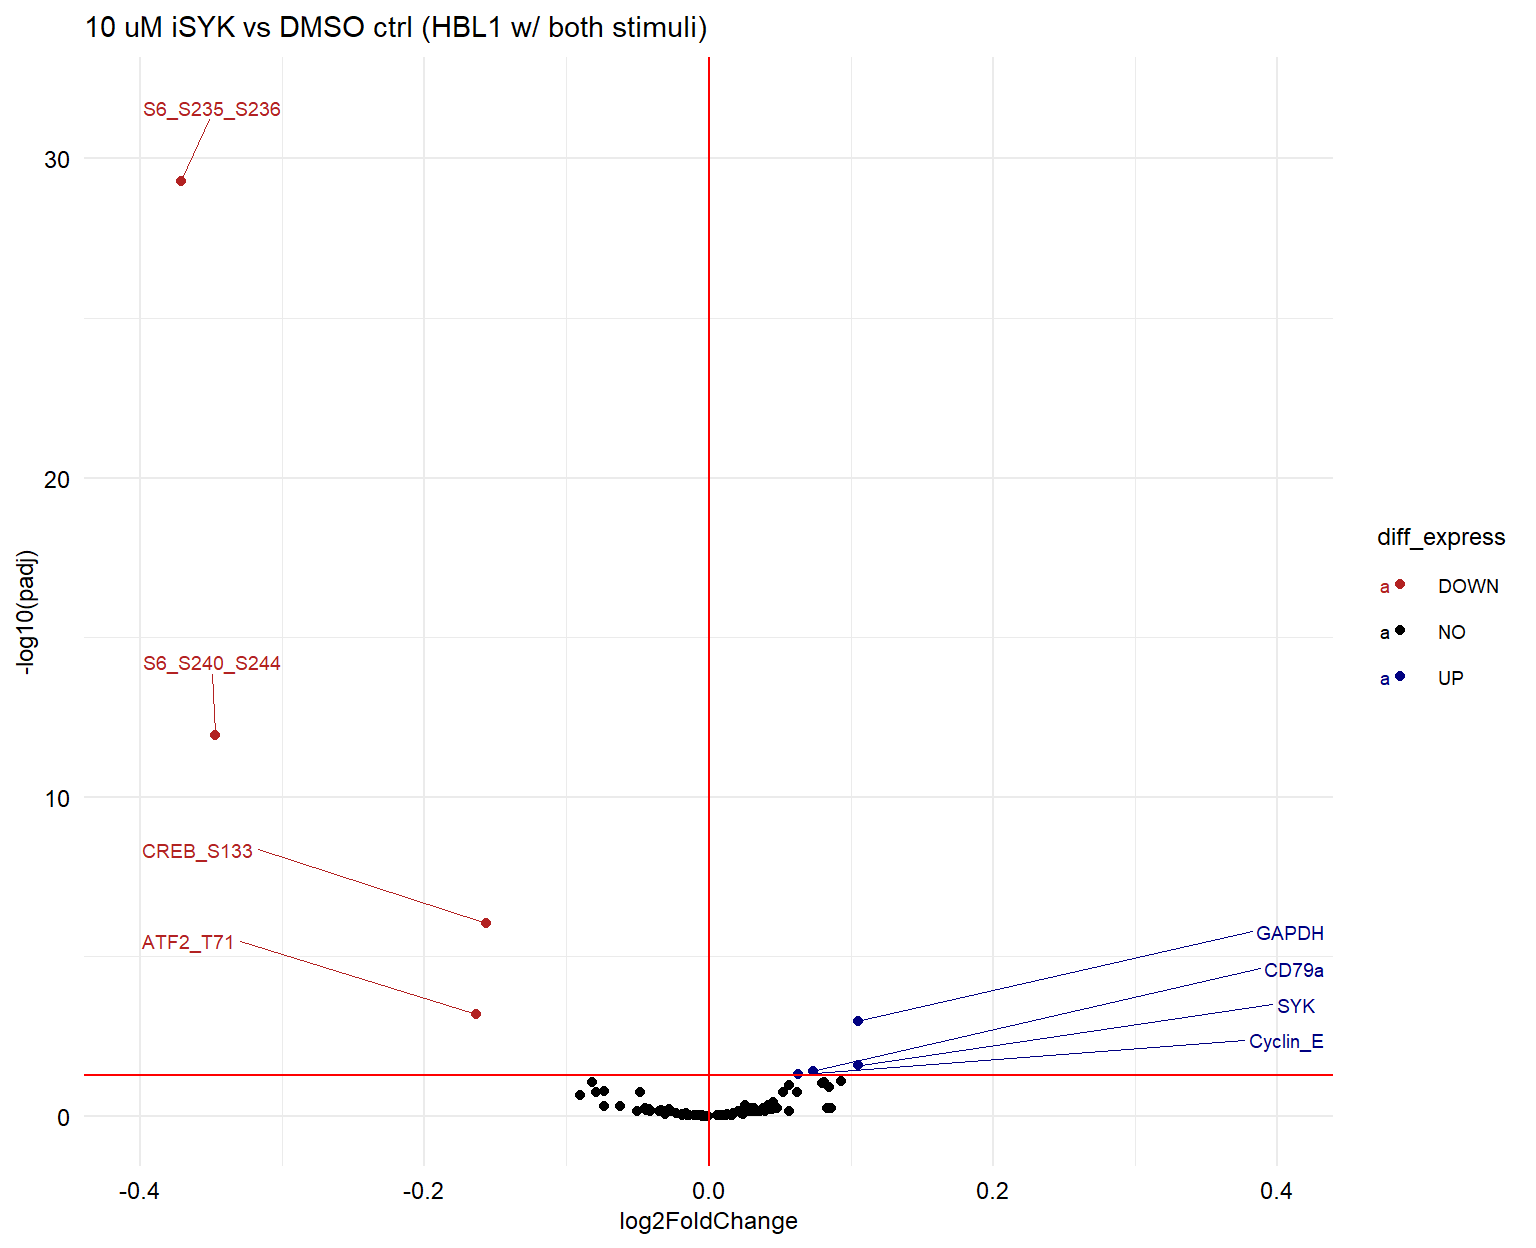 10 uM iSYK vs DMSO ctrl (HBL1 w/ both stimuli)
S6_S235_S236
30
20
-log10(padj)
diff_express
a DOWN
a NO
a UP
S6_S240_S244
10
CREB_S133
ATF2_T71
GAPDH
CD79a
SYK
Cyclin_E
0
-0.4
-0.2
0.0
0.2
0.4
log2FoldChange